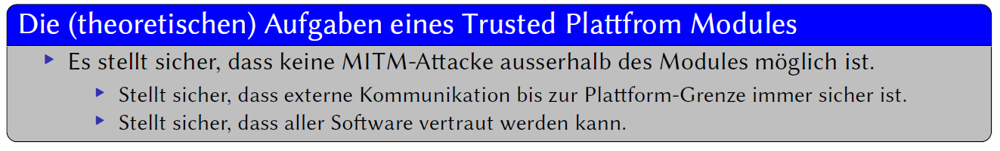 Die (theoretischen) Aufgaben eines Trusted Plattfrom Modules
Es stellt sicher, dass keine MITM-Attacke ausserhalb des Modules möglich ist.
Stellt sicher, dass externe Kommunikation bis zur Plattform-Grenze immer sicher ist.
Stellt sicher, dass aller Software vertraut werden kann.